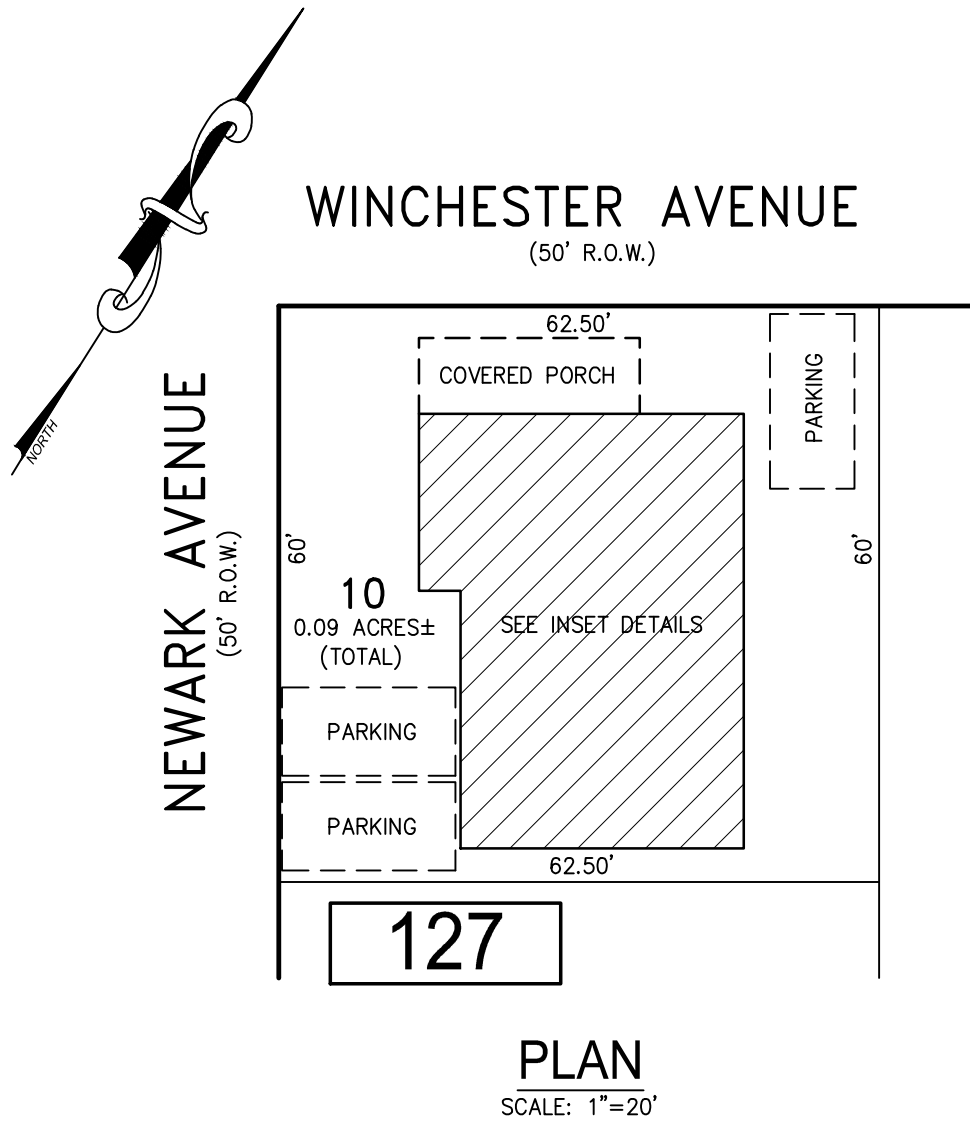 NORTH
WINCHESTER AVENUE
(50' R.O.W.)
62.50'
COVERED PORCH
PARKING
NEWARK AVENUE
(50' R.O.W.)
60'
60'
10
0.09 ACRES±
(TOTAL)
SEE INSET DETAILS
PARKING
PARKING
62.50'
127
PLAN
SCALE: 1"=20'